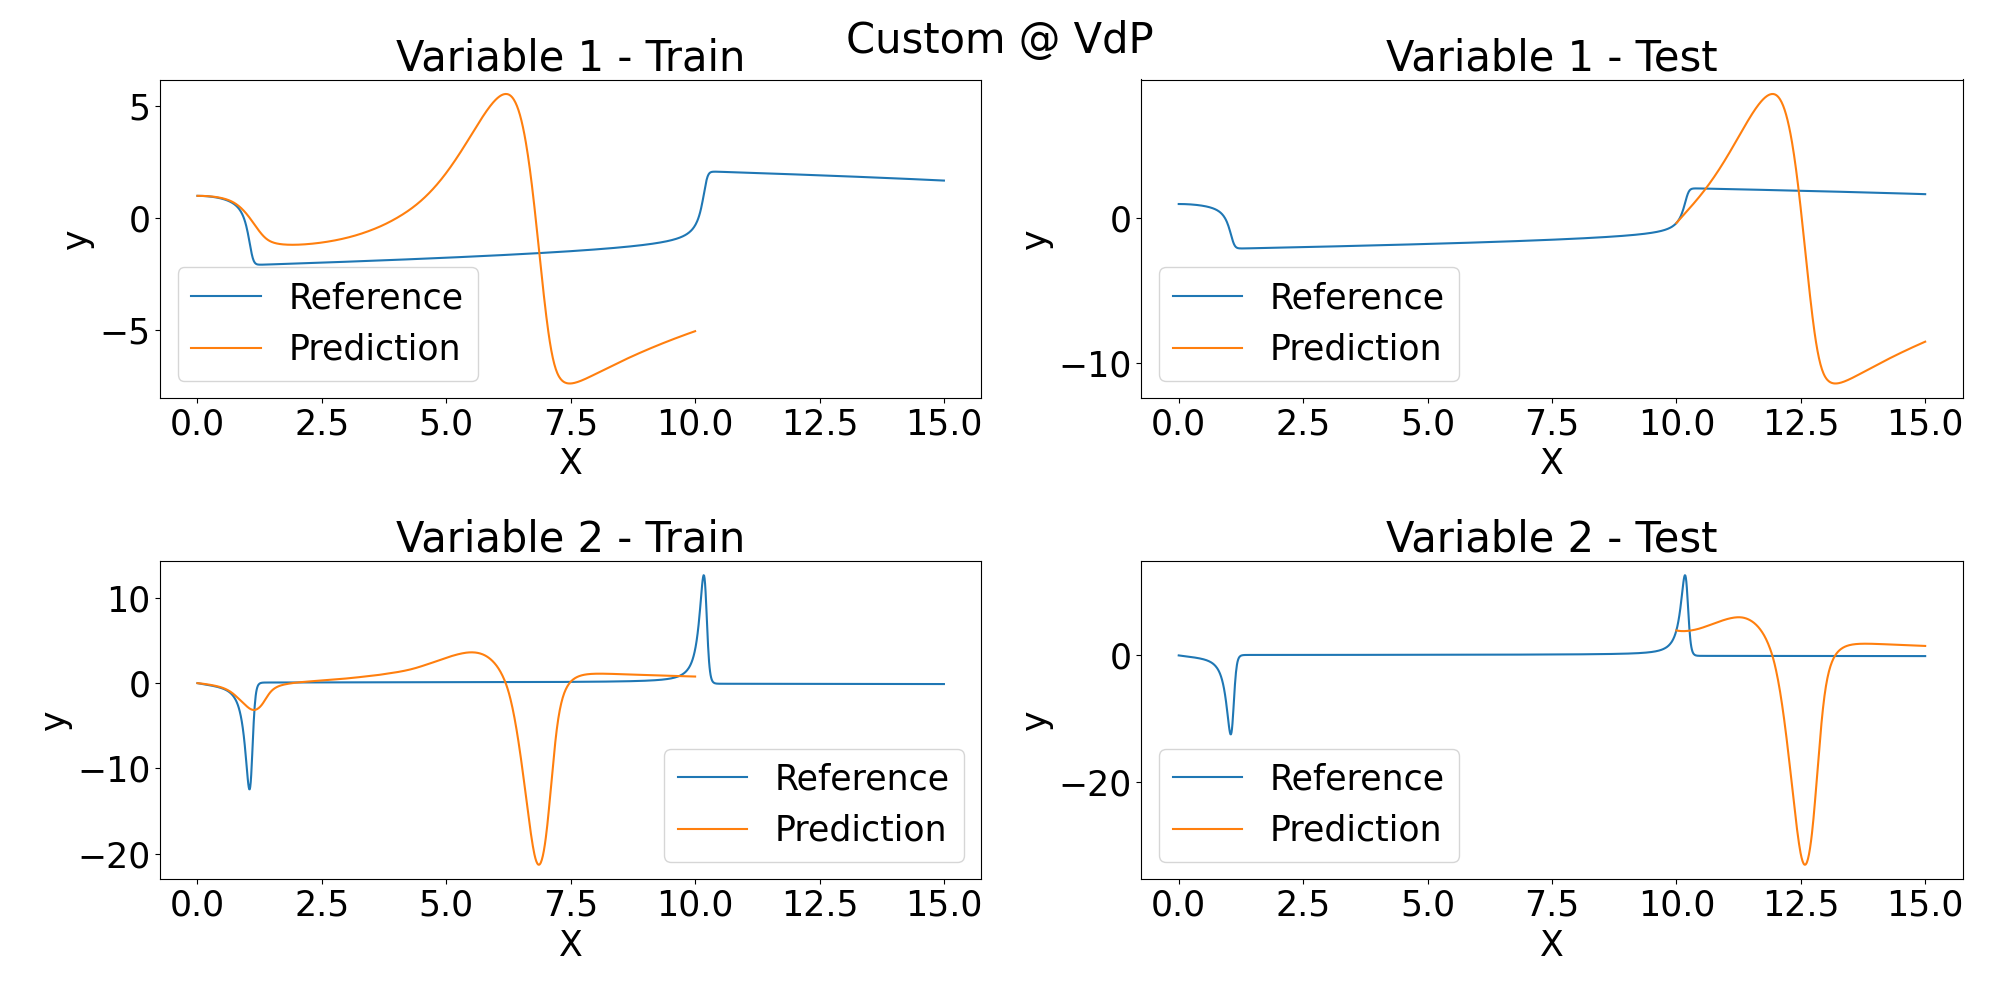 Custom @ VdP
Variable 1 - Train
5
0
−5
y
Reference
Prediction
0.0 2.5 5.0 7.5 10.0 12.5 15.0
X
Variable 1 - Test
0
−10
y
Reference
Prediction
0.0 2.5 5.0 7.5 10.0 12.5 15.0
X
Variable 2 - Train
10
0
−10
−20
y
Reference
Prediction
0.0 2.5 5.0 7.5 10.0 12.5 15.0
X
Variable 2 - Test
0
−20
y
Reference
Prediction
0.0 2.5 5.0 7.5 10.0 12.5 15.0
X